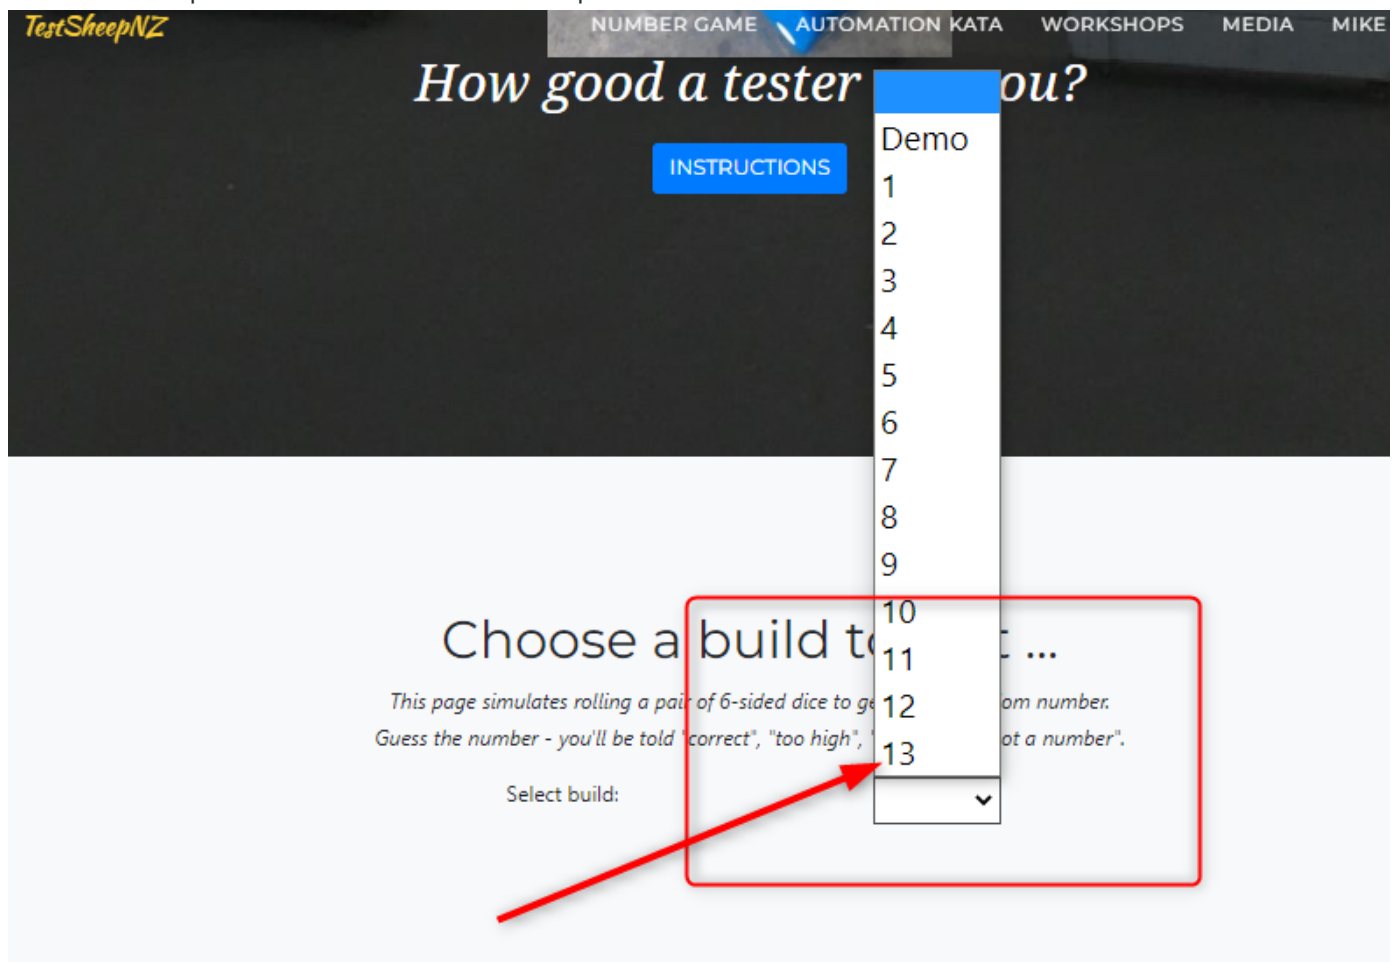 TestSheepNZ
NUMBER GAME AUTOMATION KATA WORKSHOPS MEDIA MIKE
How good a tester ou?
INSTRUCTIONS
Demo
1
2
3
4
5
6
7
8
9
10
11
12
13
Choose a build t ...
This page simulates rolling a pair of 6-sided dice to om number.
Guess the number - you'll be told "correct", "too high", ot a number".
Select build: